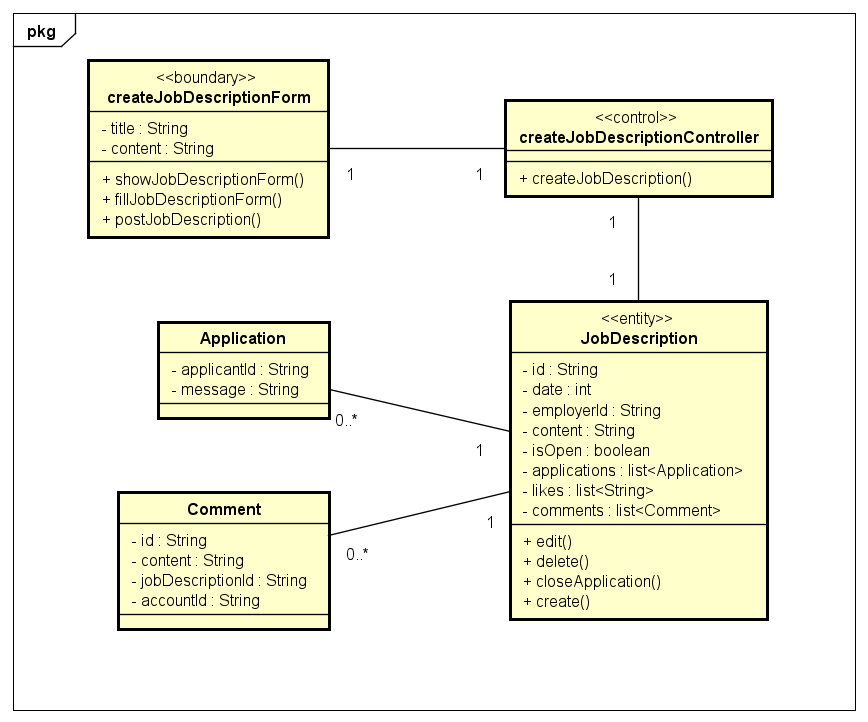 pkg
<<boundary>>
createJobDescriptionForm
- title : String
- content : String
+ showJobDescriptionForm()
+ fillJobDescriptionForm()
+ postJobDescription()
1
1
<<control>>
createJobDescriptionController
+ createJobDescription()
1
1
<<entity>>
JobDescription
- id : String
- date : int
- employerId : String
- content : String
- isOpen : boolean
- applications : list<Application>
- likes : list<String>
- comments : list<Comment>
+ edit()
+ delete()
+ closeApplication()
+ create()
Application
- applicantId : String
- message : String
0..*
1
Comment
- id : String
- content : String
- jobDescriptionId : String
- accountId : String
0..*
1